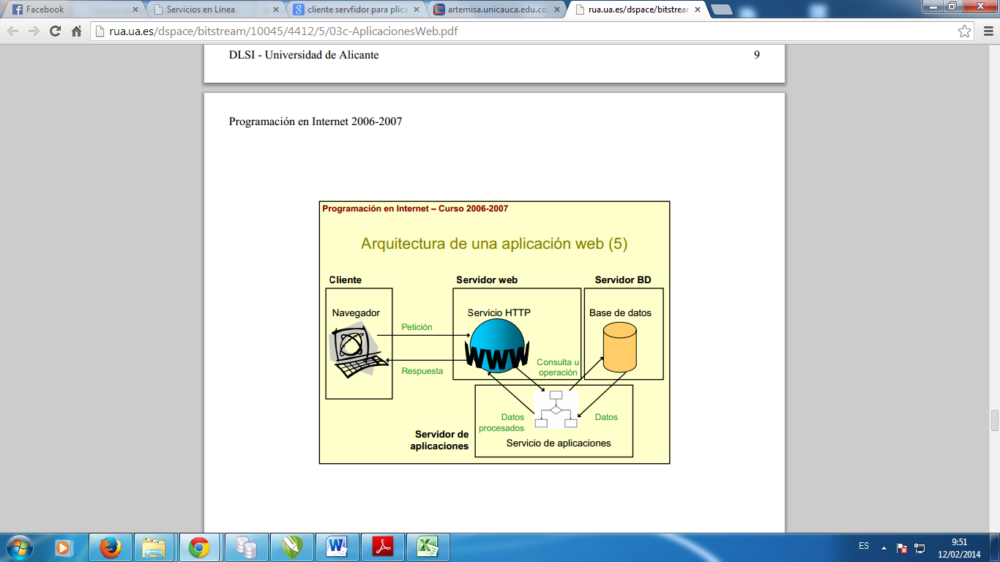 Facebook
Servicios en Línea
cliente servfidor para plica
artemisa.unicauca.edu.co
rua.ua.es/dspace/bitstrear
rua.ua.es/dspace/bitstream/10045/4412/5/03c-AplicacionesWeb.pdf
DLSI - Universidad de Alicante 9
Programación en Internet 2006-2007
Programación en Internet – Curso 2006-2007
Arquitectura de una aplicación web (5)
Cliente
Servidor web
Servidor BD
Navegador
Servicio HTTP
Base de datos
Petición
WWW
Respuesta
Consulta u
operación
Datos
procesados
Datos
Servidor de
aplicaciones
Servicio de aplicaciones
ES
9:51
12/02/2014